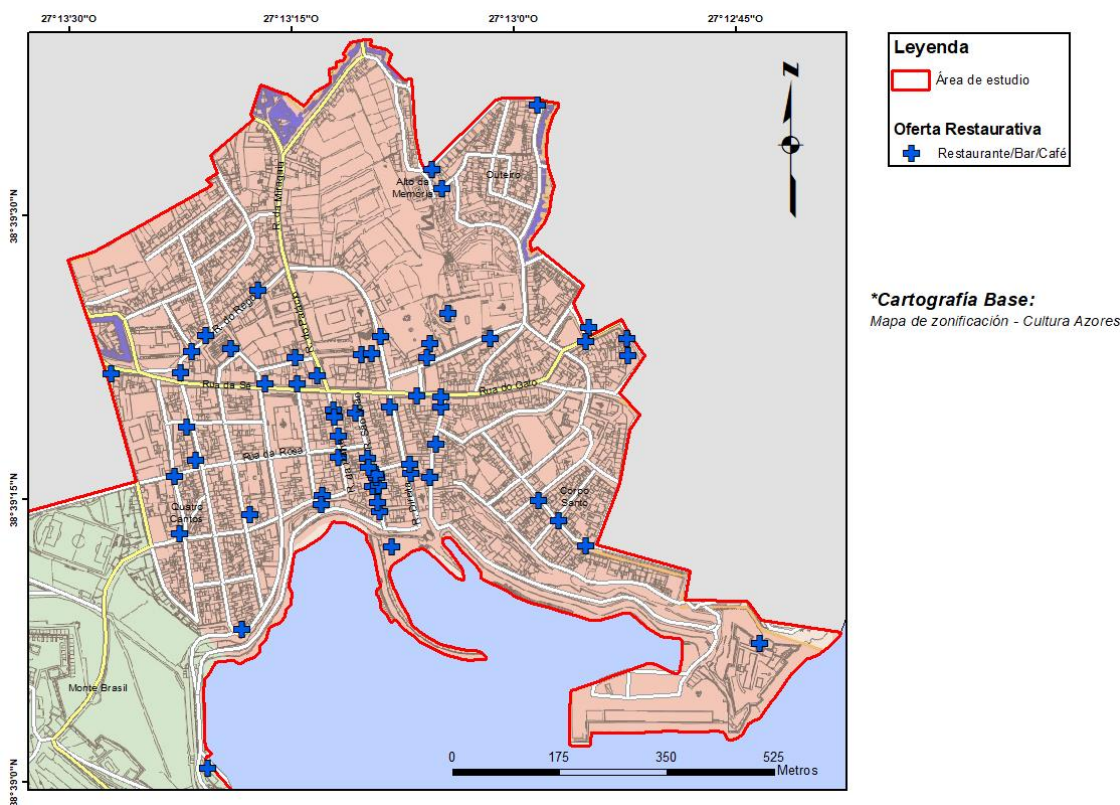 27°13'30"O
27°13'15"O
27°13'0"O
27°12'45"O
Leyenda
Área de estudio
Oferta Restaurativa
Restaurante/Bar/Café
*Cartografía Base:
Mapa de zonificación - Cultura Azores
Z
38°39'30"N
38°39'15"N
38°39'0"N
R. da Miragaia
Alto da
Memória
Outeiro
R. do Rego
Rua da Sé
Rua do Galo
Rua da Rosa
R. Direita
Quatro
Cantos
Corpo
Santo
Monte Brasil
0
175
350
525
Metros